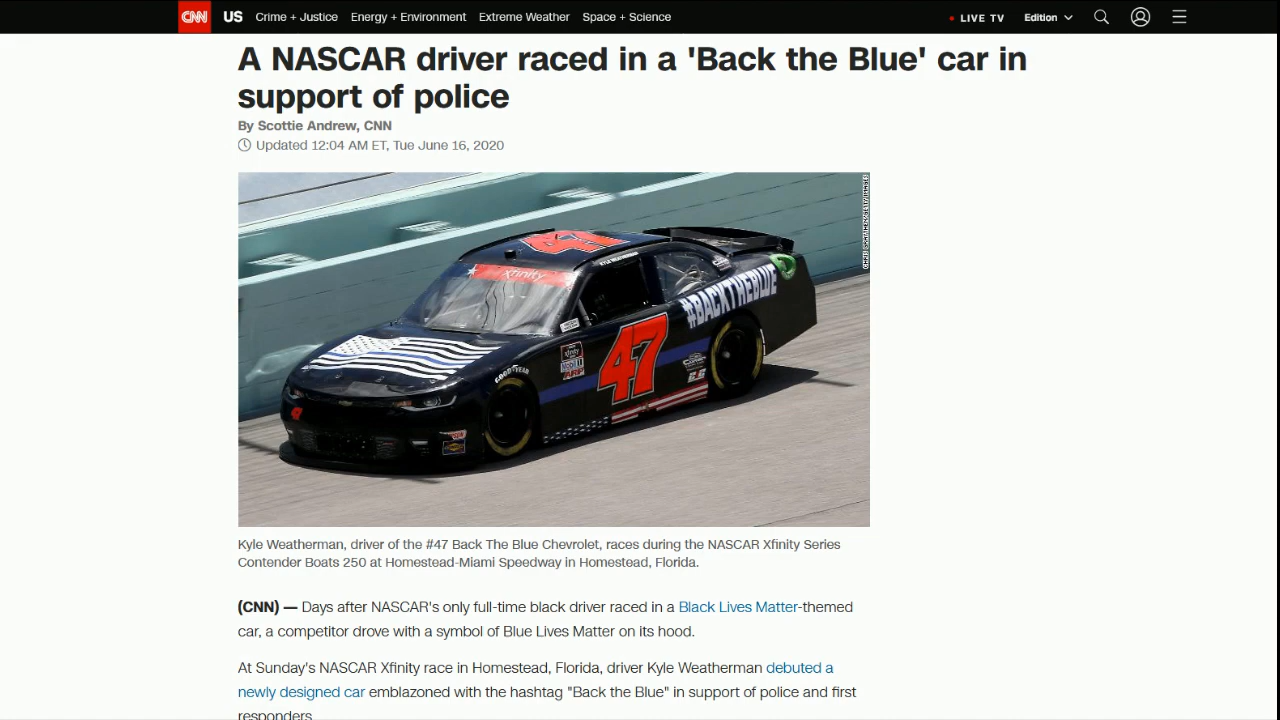 CNN US Crime + Justice Energy + Environment Extreme Weather Space + Science LIVE TV Edition
A NASCAR driver raced in a 'Back the Blue' car in
support of police
By Scottie Andrew, CNN
Updated 12:04 AM ET, Tue June 16, 2020
47
xfinity
#BACKTHEBLUE
47
GOODYEAR
xfinity
Mobil 1
ARP
Kyle Weatherman, driver of the #47 Back The Blue Chevrolet, races during the NASCAR Xfinity Series
Contender Boats 250 at Homestead-Miami Speedway in Homestead, Florida.
(CNN) — Days after NASCAR's only full-time black driver raced in a Black Lives Matter-themed
car, a competitor drove with a symbol of Blue Lives Matter on its hood.
At Sunday's NASCAR Xfinity race in Homestead, Florida, driver Kyle Weatherman debuted a
newly designed car emblazoned with the hashtag "Back the Blue" in support of police and first
responders.